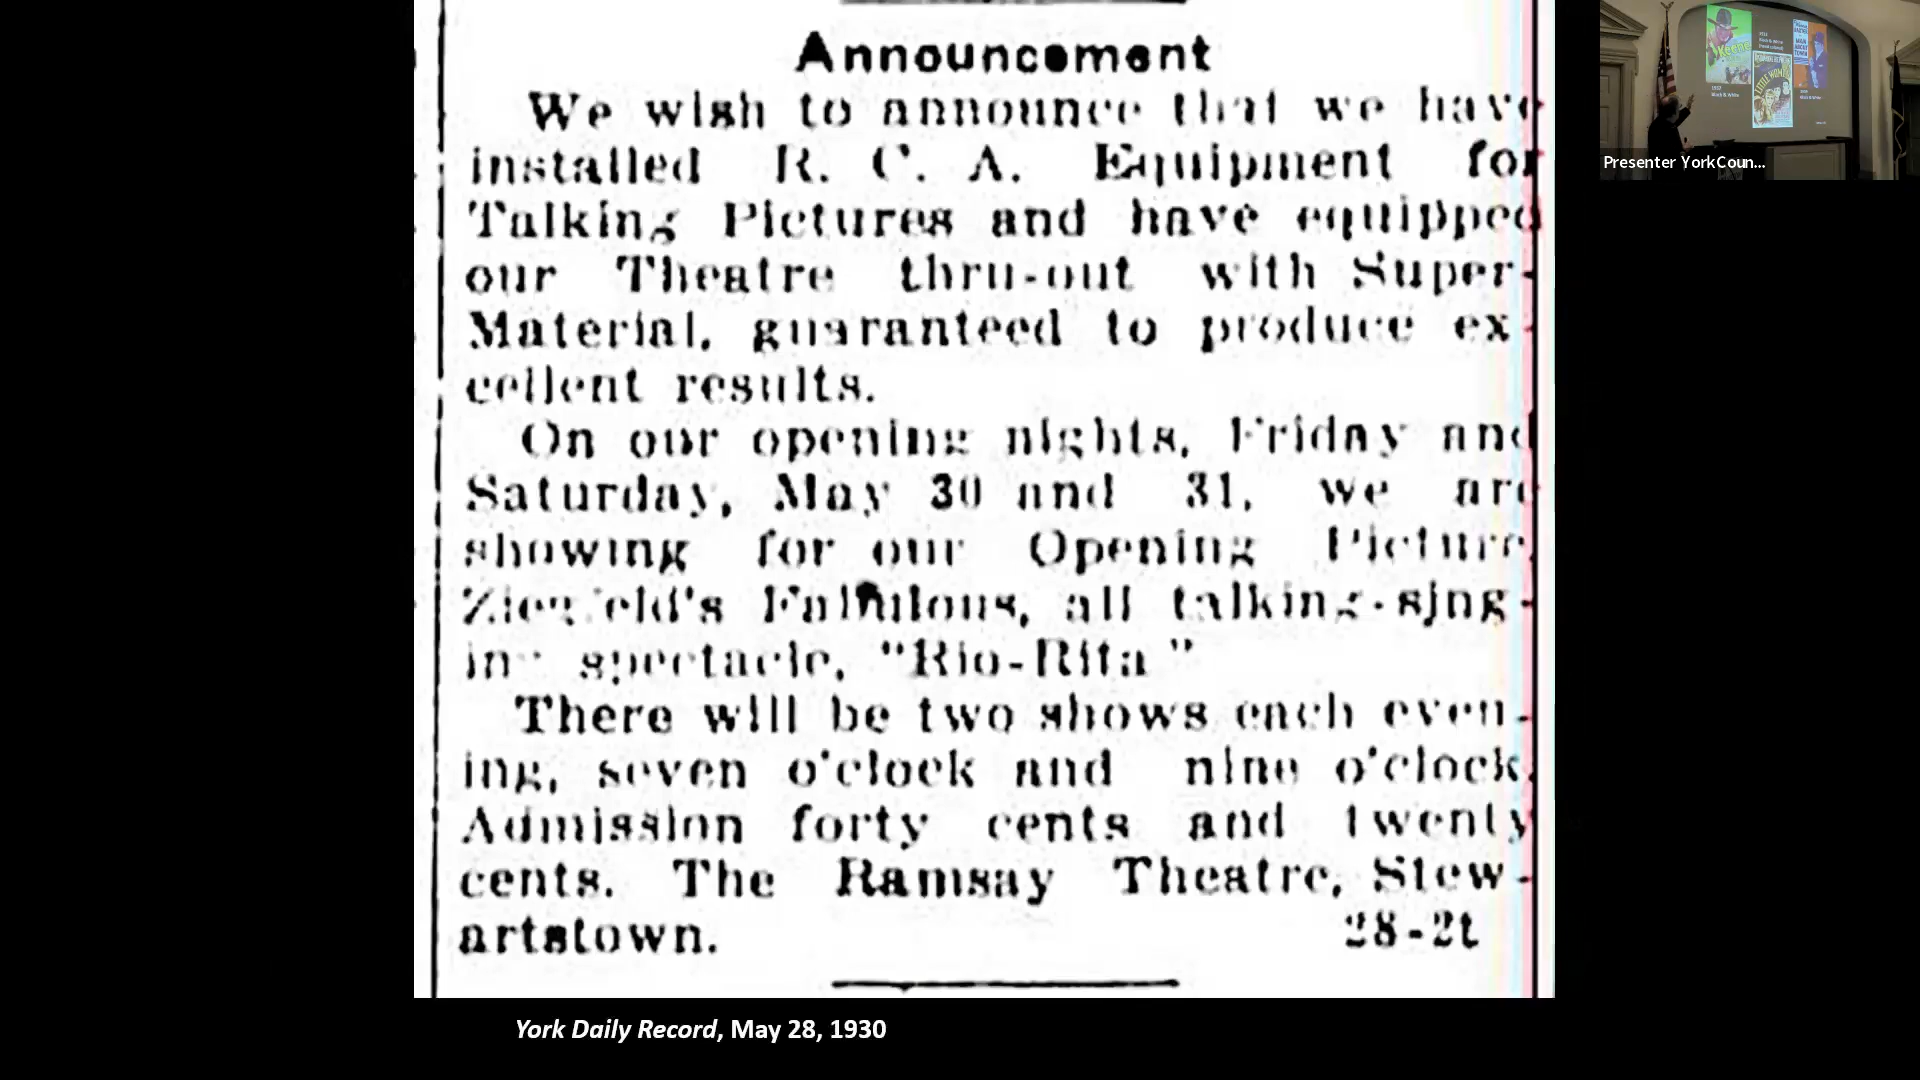 Announcement
We wish to announce that we have
installed R. C. A. Equipment for
Talking Pictures and have equipped
our Theatre thru-out with Super-
Material, guaranteed to produce ex-
cellent results.
On our opening nights, Friday and
Saturday, May 30 and 31, we are
showing for our Opening Picture,
Ziegfeld's Fabulous, all talking-sing-
ing spectacle, "Rio-Rita"
There will be two shows each even-
ing, seven o'clock and nine o'clock.
Admission forty cents and twenty
cents. The Ramsay Theatre, Stew-
artstown. 28-2t
York Daily Record, May 28, 1930
Keene
LITTLE WOMEN
Presenter YorkCoun...